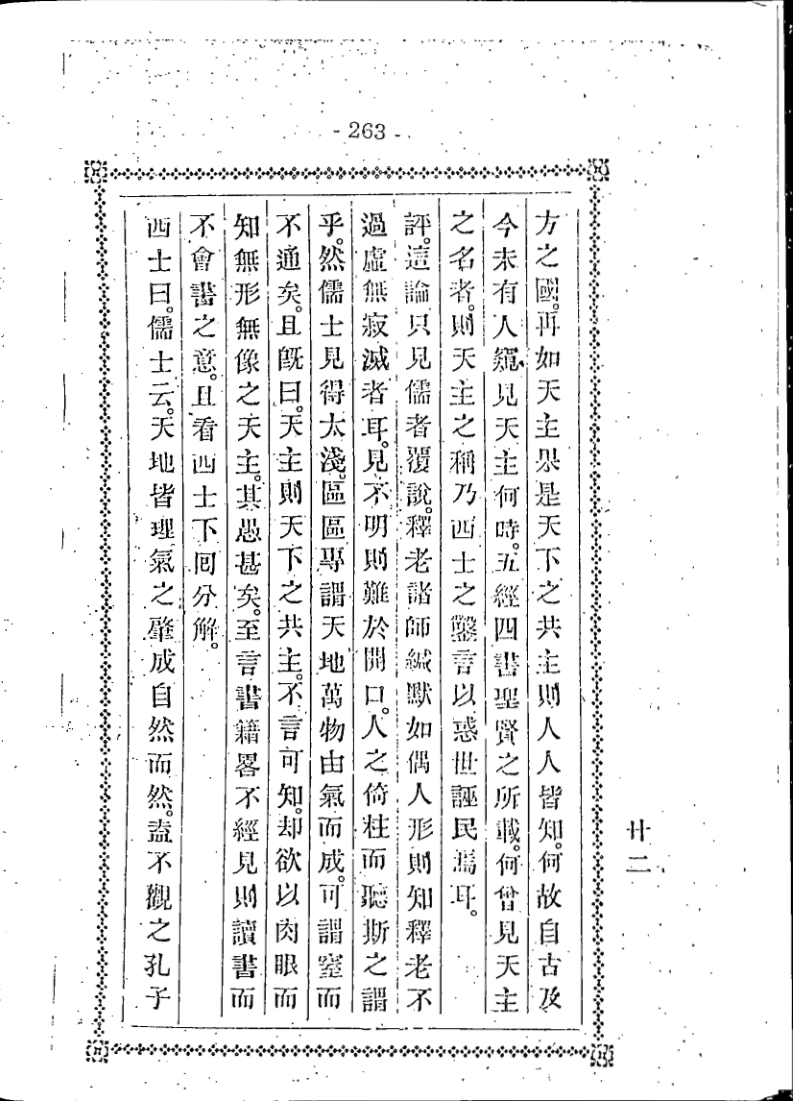 - 263 -
廿二
方之國。再如天主果是天下之共主則人人皆知。何故自古及
今未有人窺見天主何時。五經四書聖賢之所載。何曾見天主
之名者。則天主之稱乃西士之鑿言以惑世誣民焉耳。
評。這論只見儒者覆說。釋老諸師緘默如偶人形則知釋老不
過虛無寂滅者耳。見不明則難於開口。人之倚柱而聽斯之謂
乎。然儒士見得太淺。區區專謂天地萬物由氣而成。可謂窒而
不通矣。且旣曰。天主則天下之共主。不言可知。却欲以肉眼而
知無形無像之天主。其愚甚矣。至言書籍畧不經見則讀書而
不會書之意。且看西士下囘分解。
西士曰。儒士云。天地皆理氣之肇成自然而然。盍不觀之孔子